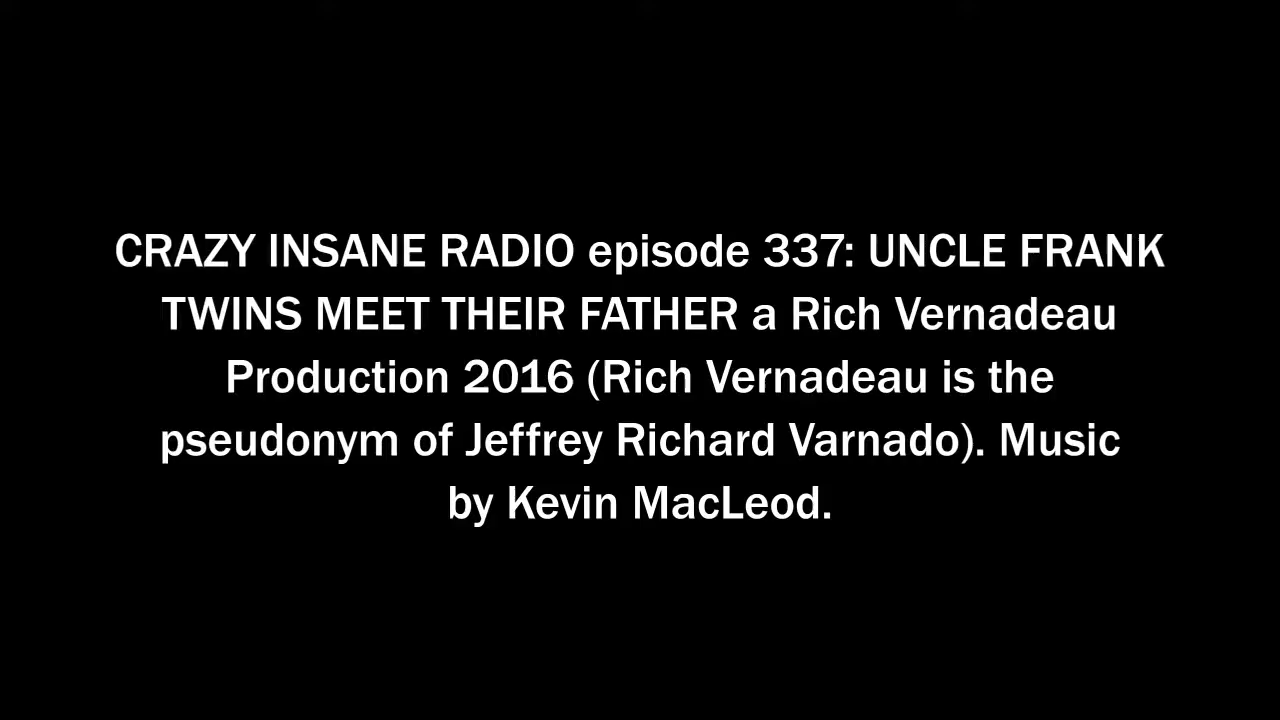 CRAZY INSANE RADIO episode 337: UNCLE FRANK
TWINS MEET THEIR FATHER a Rich Vernadeau
Production 2016 (Rich Vernadeau is the
pseudonym of Jeffrey Richard Varnado). Music
by Kevin MacLeod.